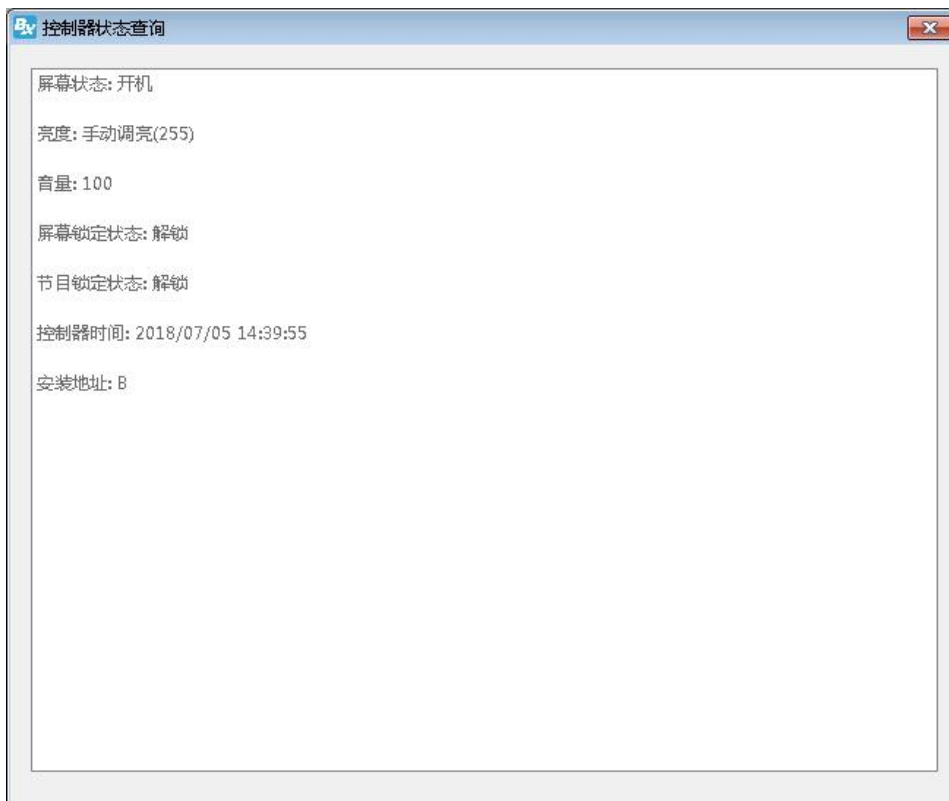 BX 控制器状态查询
屏幕状态: 开机
亮度: 手动调亮(255)
音量: 100
屏幕锁定状态: 解锁
节目锁定状态: 解锁
控制器时间: 2018/07/05 14:39:55
安装地址: B